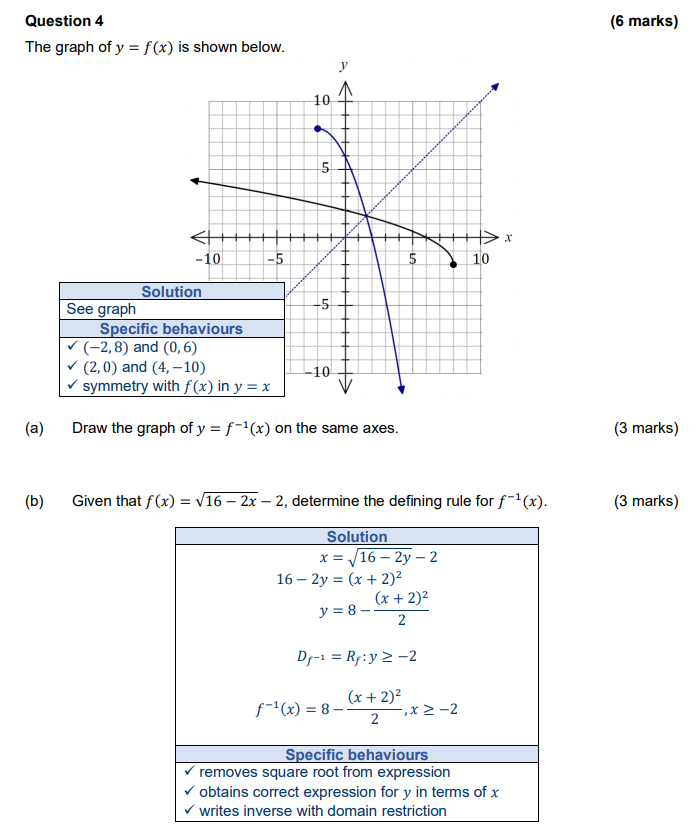 Question 4 (6 marks)
The graph of y = f(x) is shown below.
y
10
5
x
−10 −5 5 10
Solution
See graph
−5
Specific behaviours
✓ (−2, 8) and (0, 6)
✓ (2, 0) and (4, −10)
−10
✓ symmetry with f(x) in y = x
(a) Draw the graph of y = f⁻¹(x) on the same axes. (3 marks)
(b) Given that f(x) = √(16 − 2x) − 2, determine the defining rule for f⁻¹(x). (3 marks)
Solution
x = √(16 − 2y) − 2
16 − 2y = (x + 2)²
y = 8 − (x + 2)²/2
D_f⁻¹ = R_f: y ≥ −2
f⁻¹(x) = 8 − (x + 2)²/2, x ≥ −2
Specific behaviours
✓ removes square root from expression
✓ obtains correct expression for y in terms of x
✓ writes inverse with domain restriction